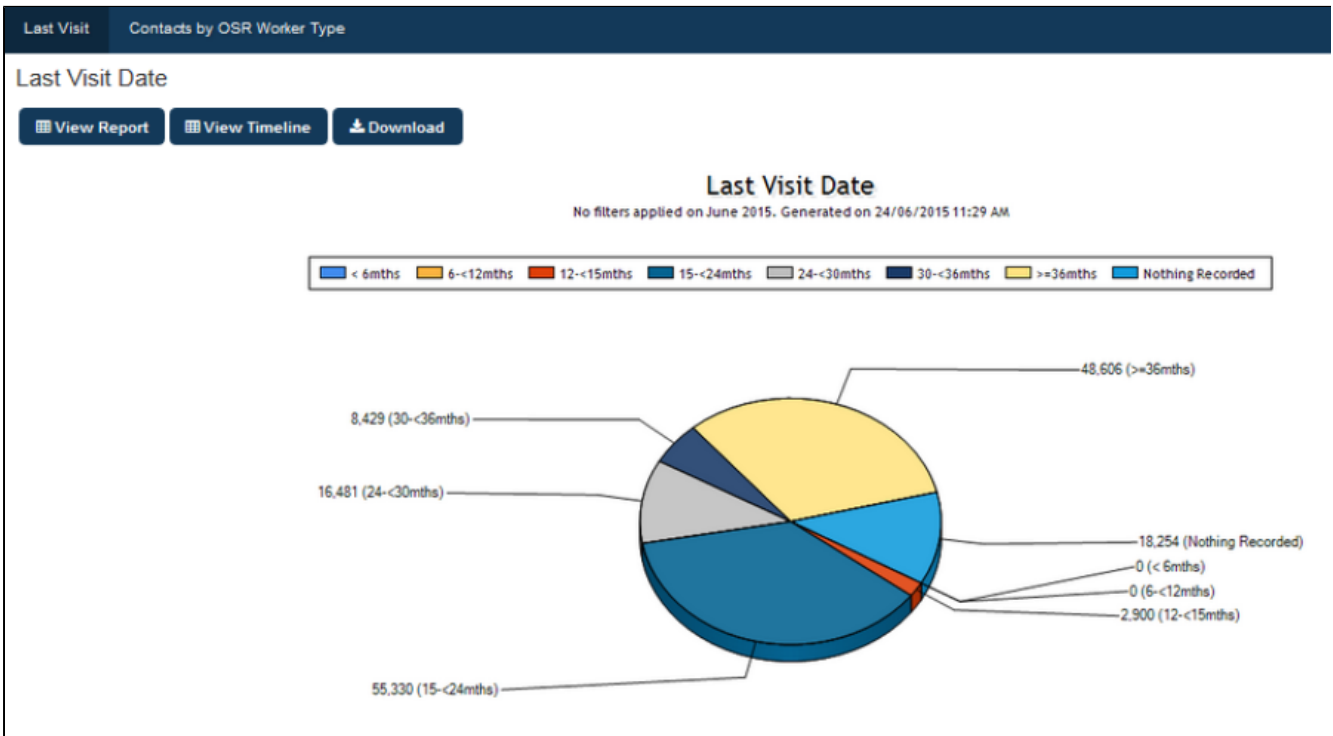 Last Visit Contacts by OSR Worker Type
Last Visit Date
View Report View Timeline Download
Last Visit Date
No filters applied on June 2015. Generated on 24/06/2015 11:29 AM
< 6mths 6-<12mths 12-<15mths 15-<24mths 24-<30mths 30-<36mths >=36mths Nothing Recorded
48,606 (>=36mths)
8,429 (30-<36mths)
16,481 (24-<30mths)
18,254 (Nothing Recorded)
0 (< 6mths)
0 (6-<12mths)
2,900 (12-<15mths)
55,330 (15-<24mths)